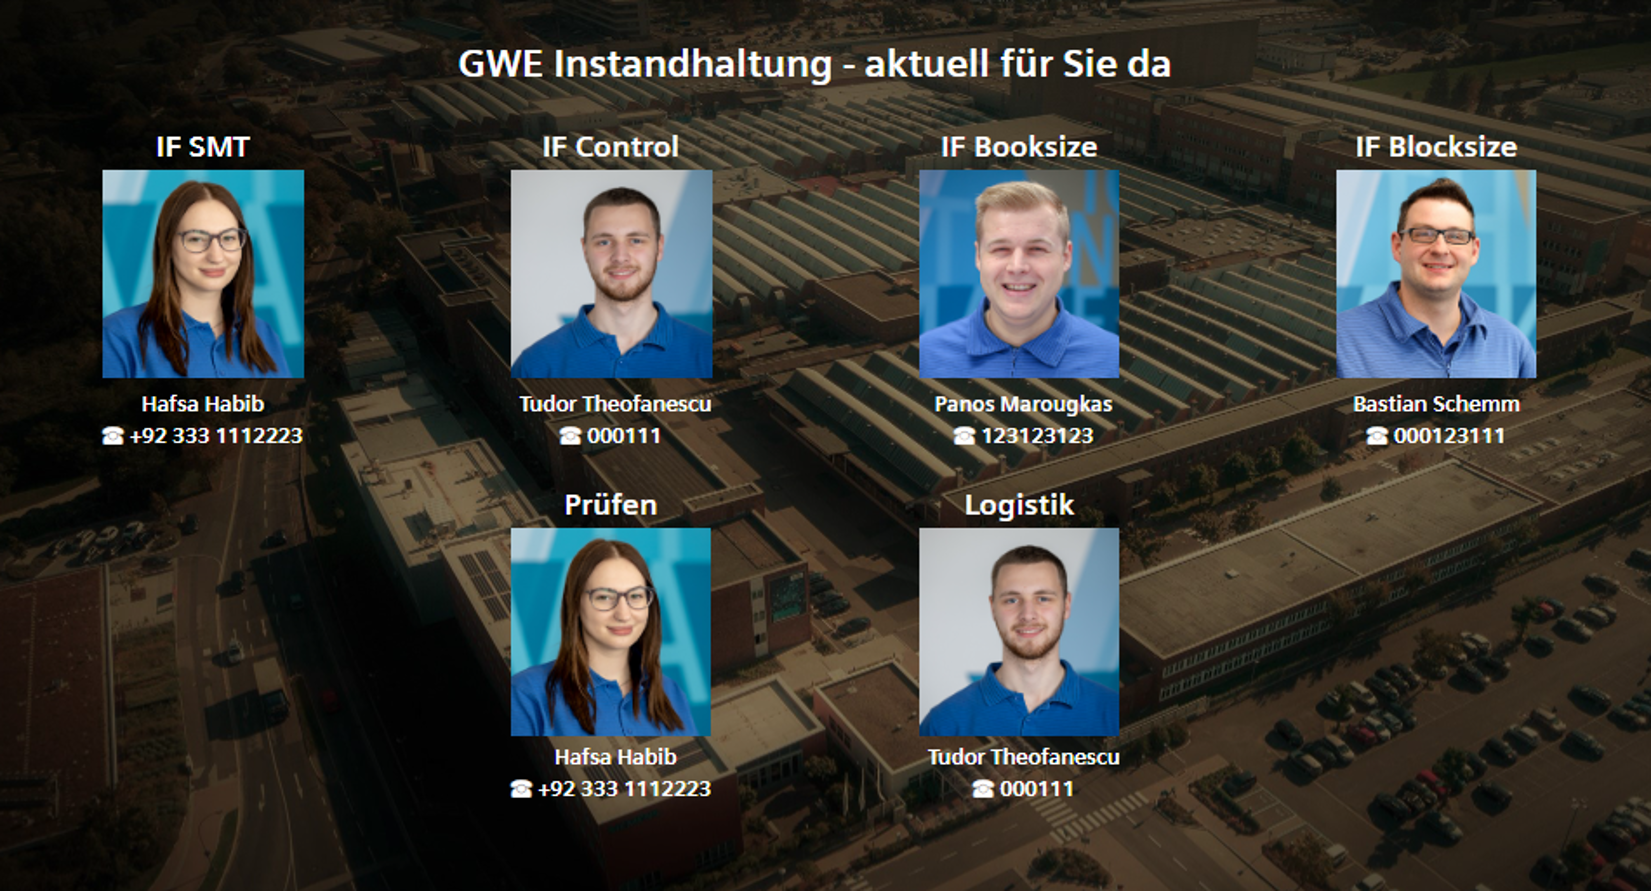 GWE Instandhaltung - aktuell für Sie da
IF SMT
IF Control
IF Booksize
IF Blocksize
Hafsa Habib
☎ +92 333 1112223
Tudor Theofanescu
☎ 000111
Panos Marougkas
☎ 123123123
Bastian Schemm
☎ 000123111
Prüfen
Logistik
Hafsa Habib
☎ +92 333 1112223
Tudor Theofanescu
☎ 000111